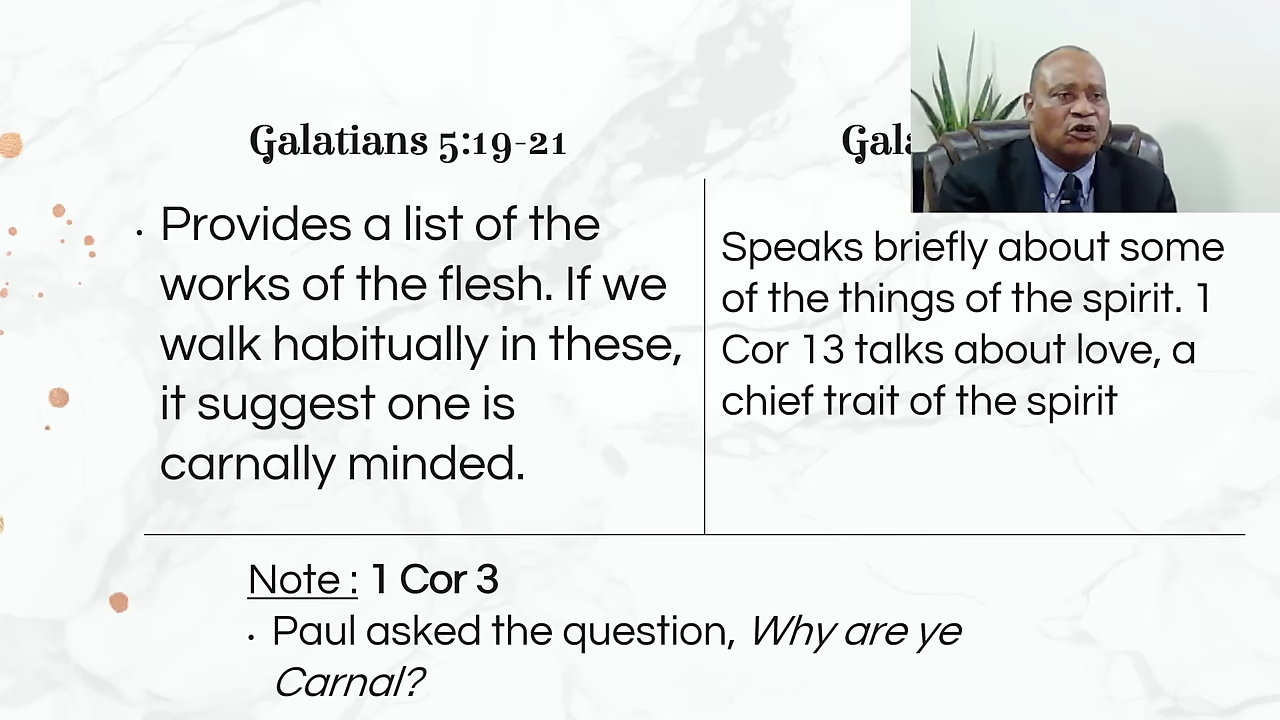 Galatians 5:19-21
Provides a list of the
works of the flesh. If we
walk habitually in these,
it suggest one is
carnally minded.
Speaks briefly about some
of the things of the spirit. 1
Cor 13 talks about love, a
chief trait of the spirit
Note : 1 Cor 3
Paul asked the question, Why are ye
Carnal?